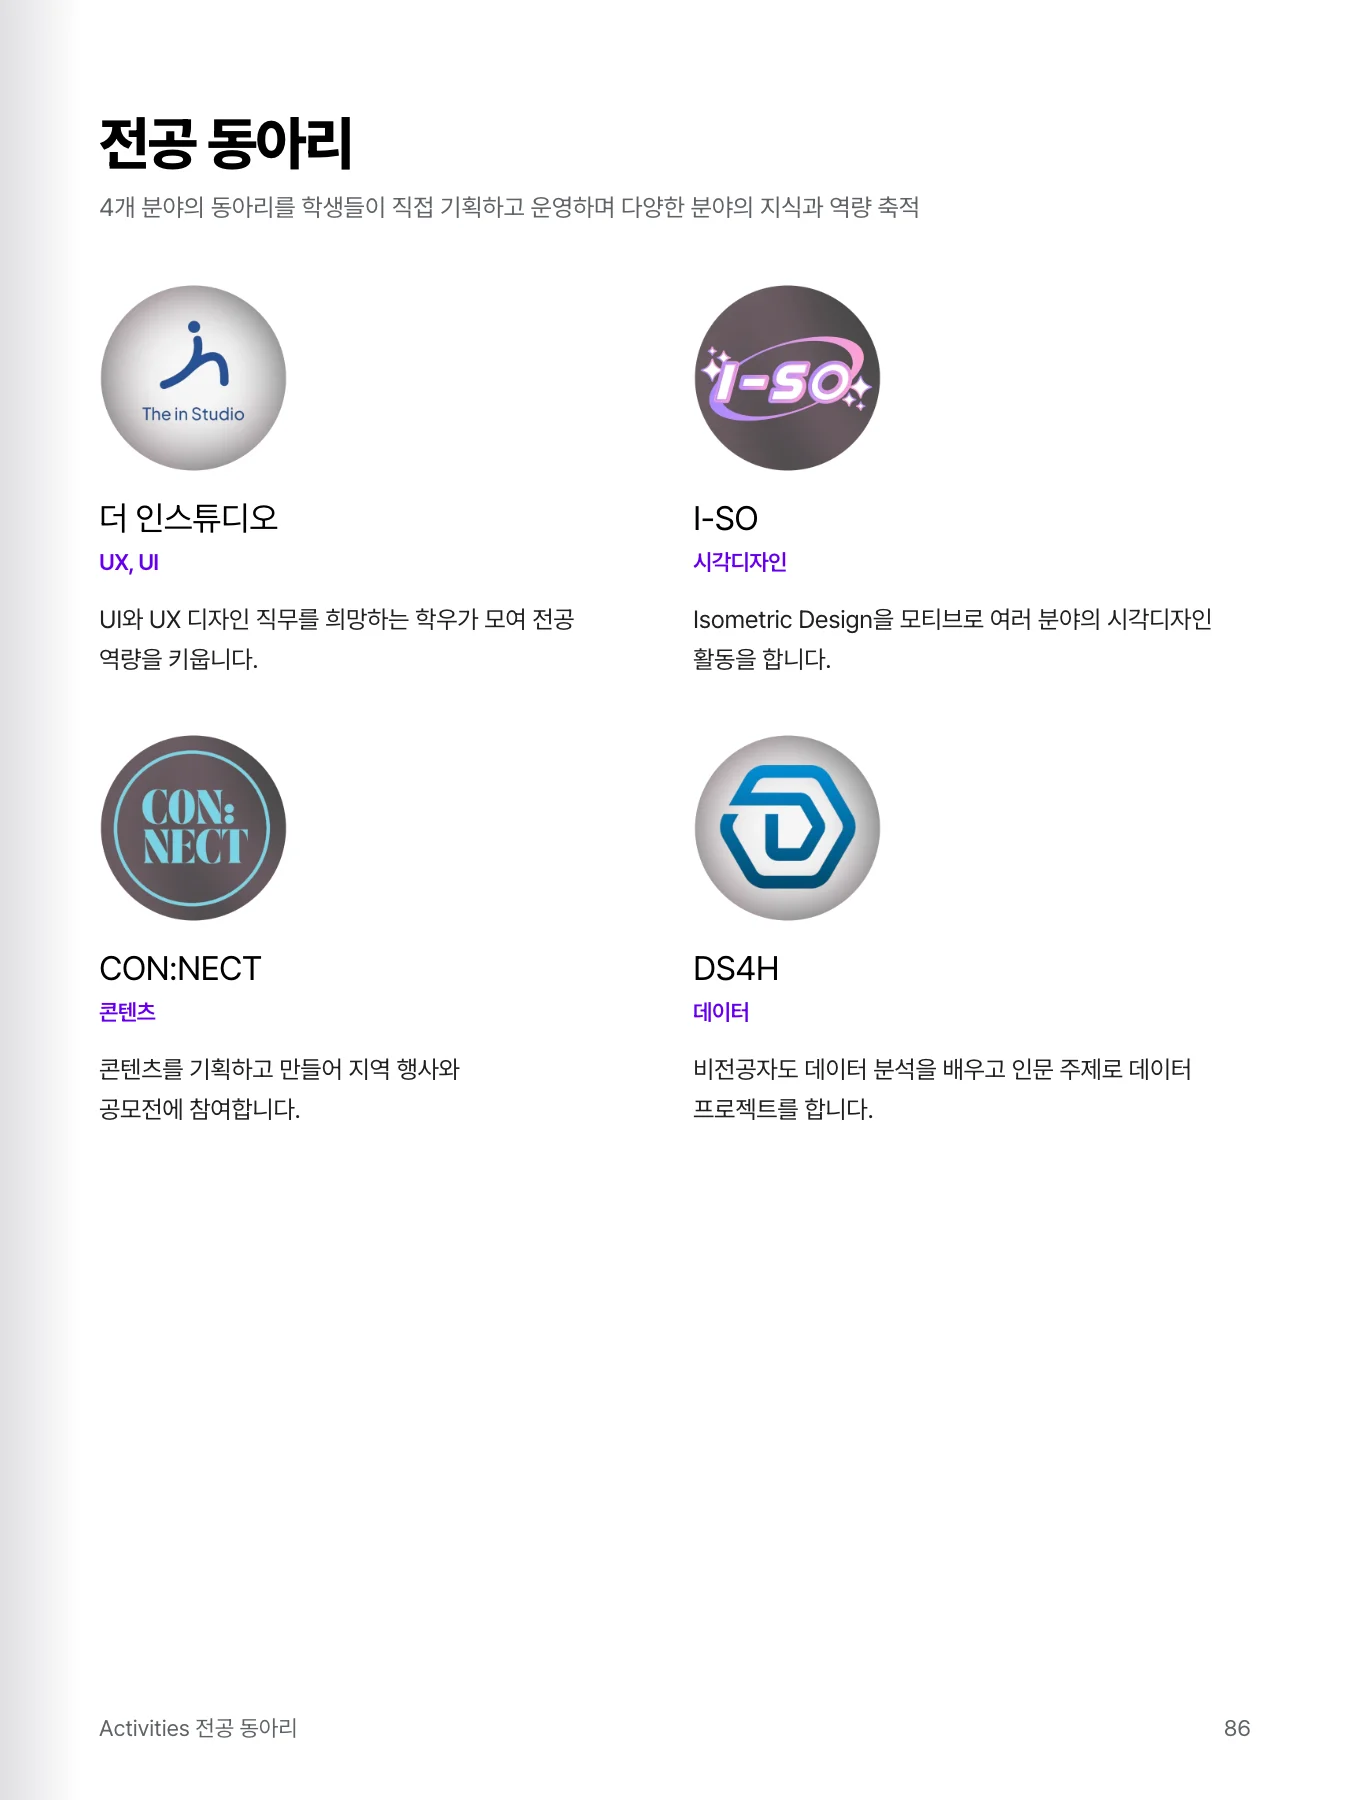 전공 동아리
4개 분야의 동아리를 학생들이 직접 기획하고 운영하며 다양한 분야의 지식과 역량 축적
The in Studio
더 인스튜디오
UX, UI
UI와 UX 디자인 직무를 희망하는 학우가 모여 전공
역량을 키웁니다.
I-SO
I-SO
시각디자인
Isometric Design을 모티브로 여러 분야의 시각디자인
활동을 합니다.
CON:
NECT
CON:NECT
콘텐츠
콘텐츠를 기획하고 만들어 지역 행사와
공모전에 참여합니다.
DS4H
데이터
비전공자도 데이터 분석을 배우고 인문 주제로 데이터
프로젝트를 합니다.
Activities 전공 동아리
86